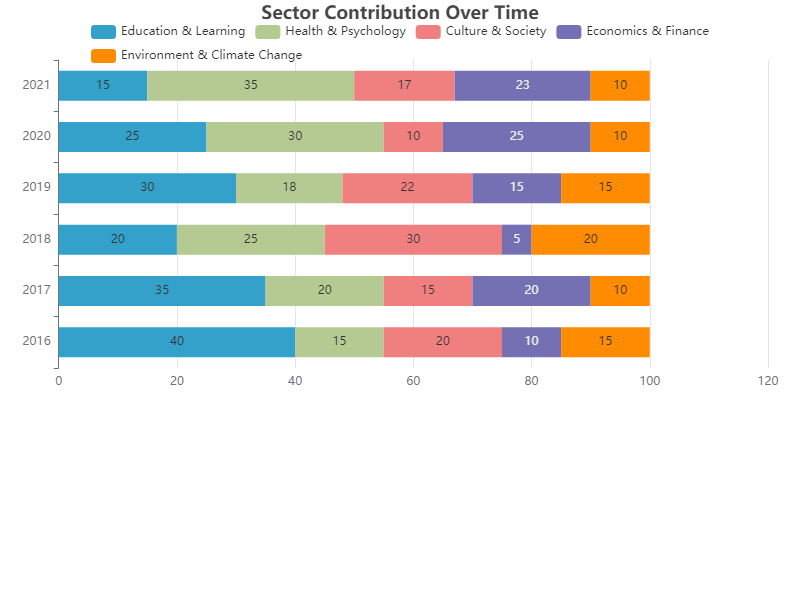 Sector Contribution Over Time
Education & Learning Health & Psychology Culture & Society Economics & Finance
Environment & Climate Change
2021 15 35 17 23 10
2020 25 30 10 25 10
2019 30 18 22 15 15
2018 20 25 30 5 20
2017 35 20 15 20 10
2016 40 15 20 10 15
0 20 40 60 80 100 120